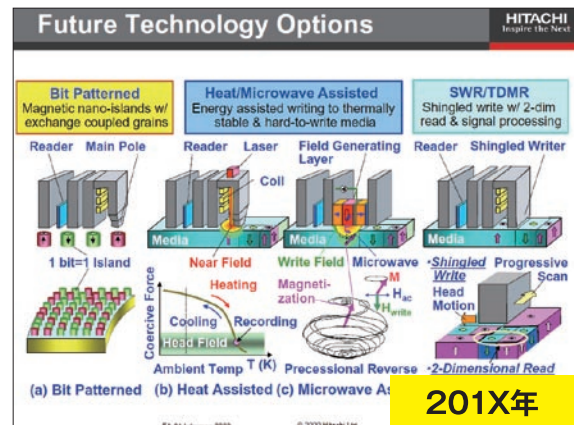 Future Technology Options
HITACHI
Inspire the Next
Bit Patterned
Magnetic nano-islands w/
exchange coupled grains
Heat/Microwave Assisted
Energy assisted writing to thermally
stable & hard-to-write media
SWR/TDMR
Shingled write w/ 2-dim
read & signal processing
Reader
Main Pole
1 bit=1 Island
(a) Bit Patterned
Reader
Laser
Coil
Media
Near Field
Heating
Cooling
Recording
Head Field
Coercive Force
Ambient Temp
T (K)
(b) Heat Assisted
Field Generating
Layer
Write Field
Microwave
Magneti-
zation
M
Hac
Hwrite
Precessional Reverse
(c) Microwave As
Reader
Shingled Writer
Media
•Shingled
Write
Progressive
Scan
Head
Motion
•2-Dimensional Read
201X年